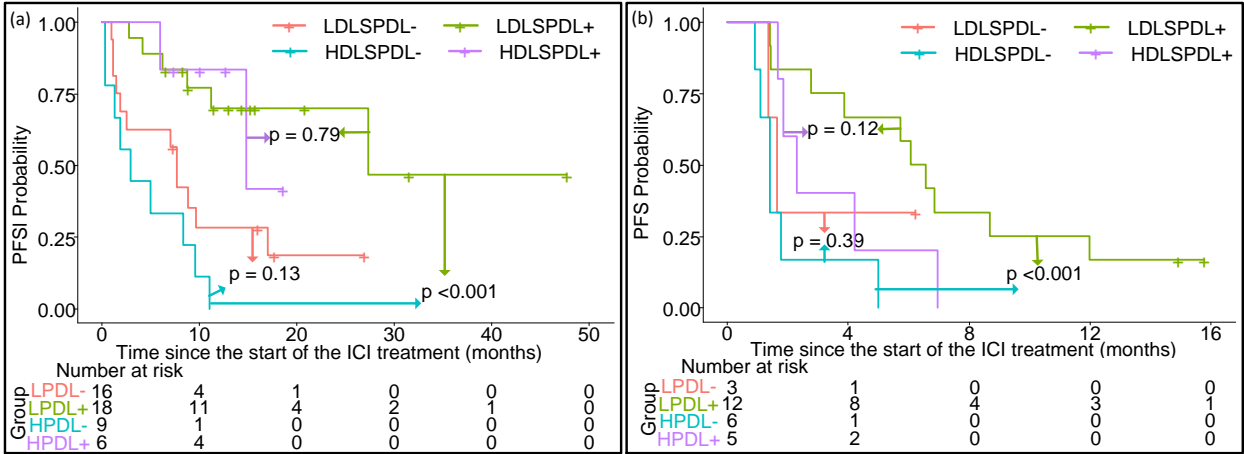 (a)
LDLSPDL- LDLSPDL+
HDLSPDL- HDLSPDL+
PFSI Probability
1.00
0.75
0.50
0.25
0.00
p = 0.79
p = 0.13
p <0.001
0 10 20 30 40 50
Time since the start of the ICI treatment (months)
Number at risk
Group
LPDL- 16 4 1 0 0 0
LPDL+ 18 11 4 2 1 0
HPDL- 9 1 0 0 0 0
HPDL+ 6 4 0 0 0 0
(b)
LDLSPDL- LDLSPDL+
HDLSPDL- HDLSPDL+
PFS Probability
1.00
0.75
0.50
0.25
0.00
p = 0.12
p = 0.39
p <0.001
0 4 8 12 16
Time since the start of the ICI treatment (months)
Number at risk
Group
LPDL- 3 1 0 0 0
LPDL+ 12 8 4 3 1
HPDL- 6 1 0 0 0
HPDL+ 5 2 0 0 0